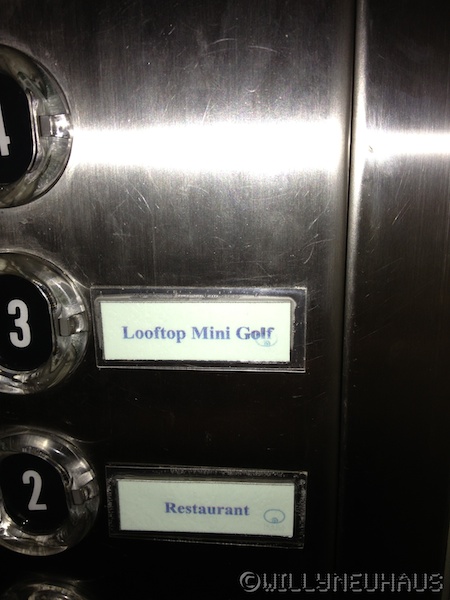 4
3
Looftop Mini Golf
2
Restaurant
©WILLYNEUHAUS